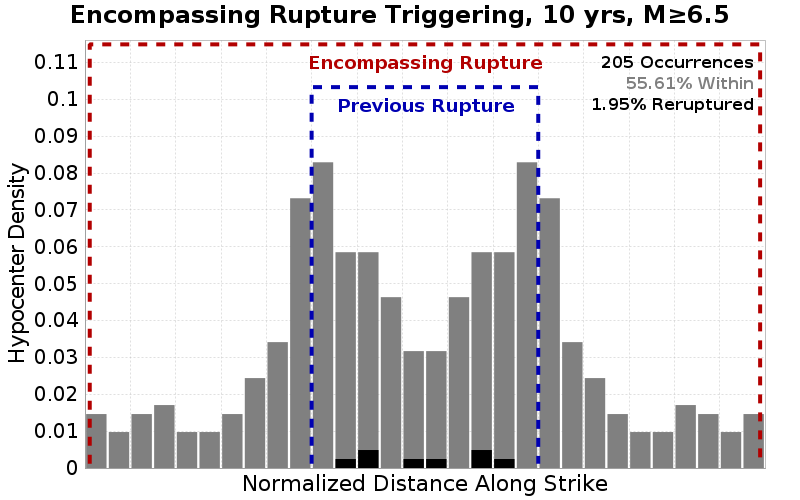 Encompassing Rupture Triggering, 10 yrs, M≥6.5
Encompassing Rupture
205 Occurrences
55.61% Within
Previous Rupture
1.95% Reruptured
0.11
0.1
0.09
0.08
0.07
0.06
0.05
0.04
0.03
0.02
0.01
0
Hypocenter Density
Normalized Distance Along Strike